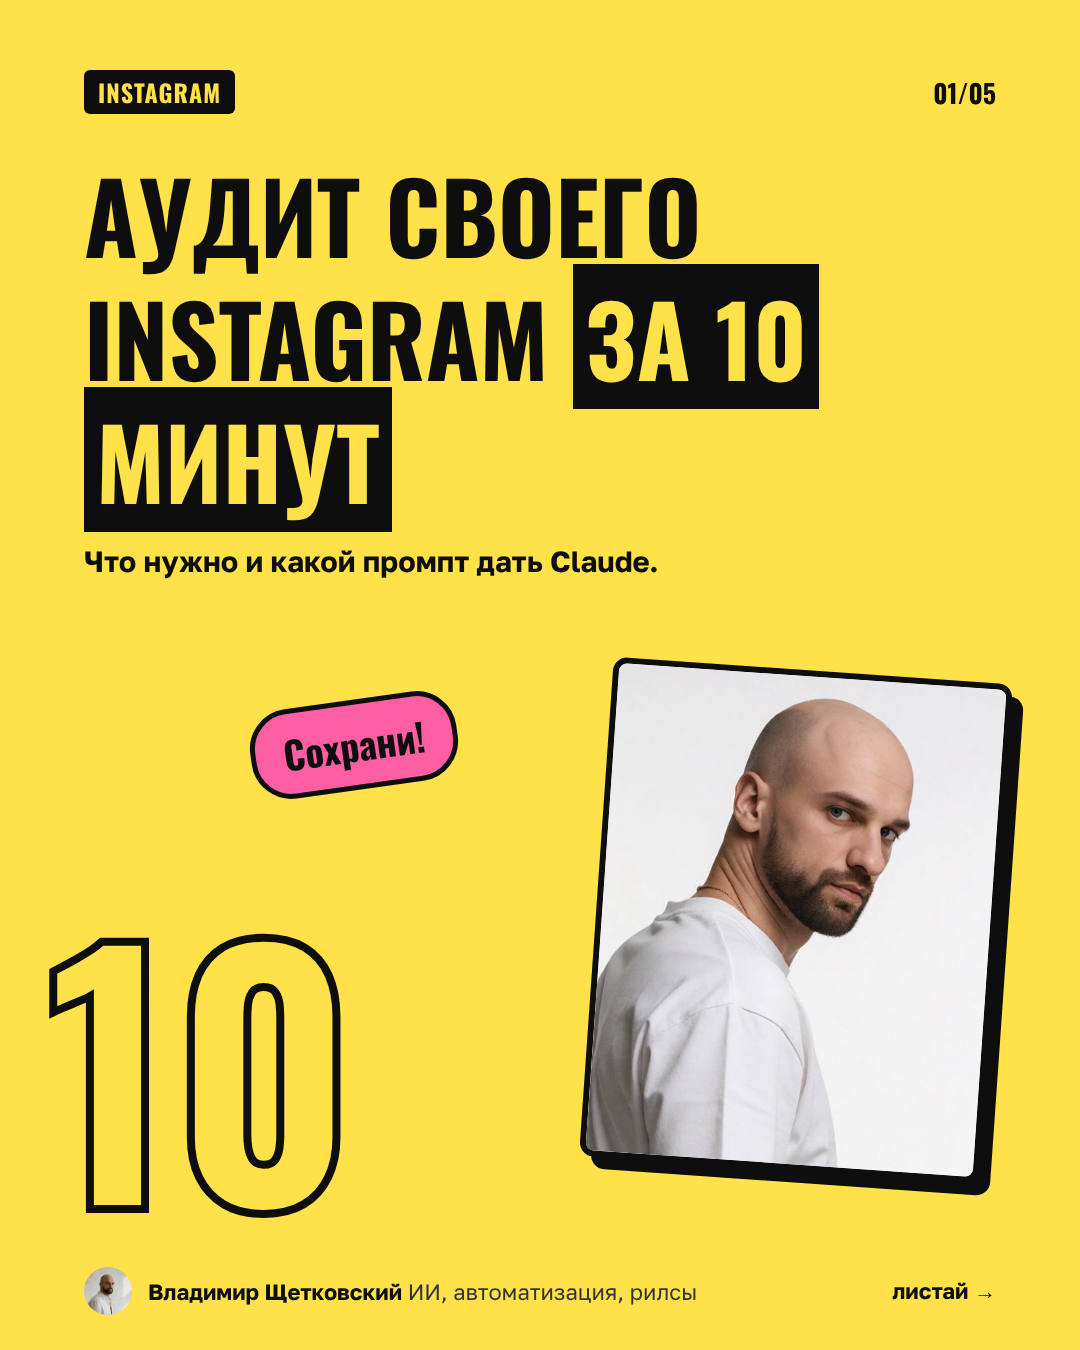 INSTAGRAM
01/05
АУДИТ СВОЕГО
INSTAGRAM ЗА 10
МИНУТ
Что нужно и какой промпт дать Claude.
Сохрани!
10
Владимир Щетковский ИИ, автоматизация, рилсы
листай →